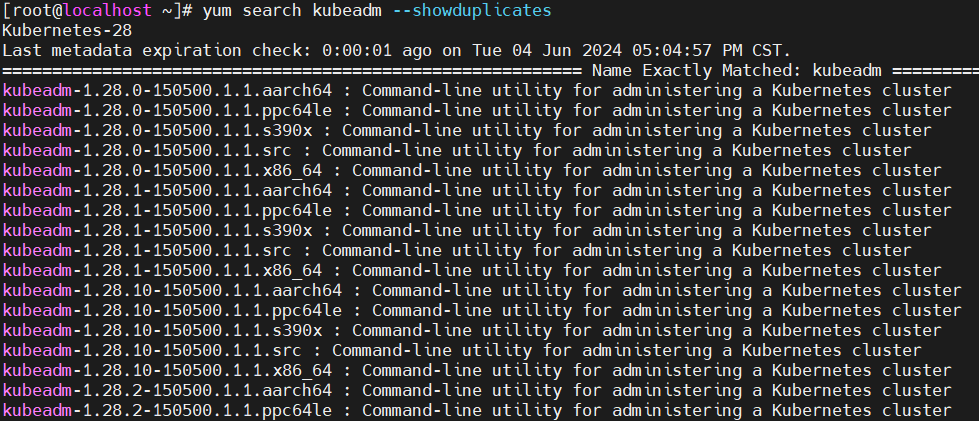 [root@localhost ~]# yum search kubeadm --showduplicates
Kubernetes-28
Last metadata expiration check: 0:00:01 ago on Tue 04 Jun 2024 05:04:57 PM CST.
========================================================== Name Exactly Matched: kubeadm =========
kubeadm-1.28.0-150500.1.1.aarch64 : Command-line utility for administering a Kubernetes cluster
kubeadm-1.28.0-150500.1.1.ppc64le : Command-line utility for administering a Kubernetes cluster
kubeadm-1.28.0-150500.1.1.s390x : Command-line utility for administering a Kubernetes cluster
kubeadm-1.28.0-150500.1.1.src : Command-line utility for administering a Kubernetes cluster
kubeadm-1.28.0-150500.1.1.x86_64 : Command-line utility for administering a Kubernetes cluster
kubeadm-1.28.1-150500.1.1.aarch64 : Command-line utility for administering a Kubernetes cluster
kubeadm-1.28.1-150500.1.1.ppc64le : Command-line utility for administering a Kubernetes cluster
kubeadm-1.28.1-150500.1.1.s390x : Command-line utility for administering a Kubernetes cluster
kubeadm-1.28.1-150500.1.1.src : Command-line utility for administering a Kubernetes cluster
kubeadm-1.28.1-150500.1.1.x86_64 : Command-line utility for administering a Kubernetes cluster
kubeadm-1.28.10-150500.1.1.aarch64 : Command-line utility for administering a Kubernetes cluster
kubeadm-1.28.10-150500.1.1.ppc64le : Command-line utility for administering a Kubernetes cluster
kubeadm-1.28.10-150500.1.1.s390x : Command-line utility for administering a Kubernetes cluster
kubeadm-1.28.10-150500.1.1.src : Command-line utility for administering a Kubernetes cluster
kubeadm-1.28.10-150500.1.1.x86_64 : Command-line utility for administering a Kubernetes cluster
kubeadm-1.28.2-150500.1.1.aarch64 : Command-line utility for administering a Kubernetes cluster
kubeadm-1.28.2-150500.1.1.ppc64le : Command-line utility for administering a Kubernetes cluster